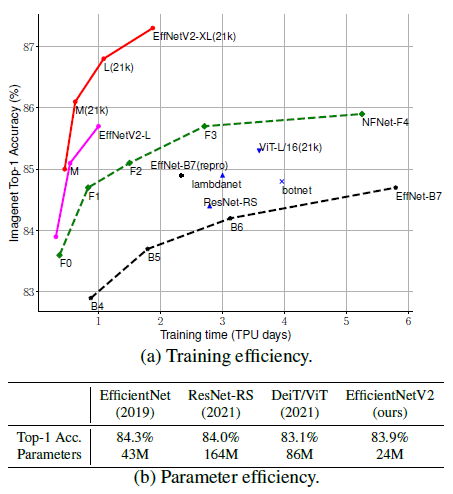 Imagenet Top-1 Accuracy (%)
87
86
85
84
83
EffNetV2-XL(21k)
L(21k)
M(21k)
EffNetV2-L
M
NFNet-F4
F3
F2
F1
F0
ViT-L/16(21k)
EffNet-B7(repro)
lambdanet
botnet
ResNet-RS
EffNet-B7
B6
B5
B4
1 2 3 4 5 6
Training time (TPU days)
(a) Training efficiency.
EfficientNet ResNet-RS DeiT/ViT EfficientNetV2
(2019) (2021) (2021) (ours)
Top-1 Acc. 84.3% 84.0% 83.1% 83.9%
Parameters 43M 164M 86M 24M
(b) Parameter efficiency.